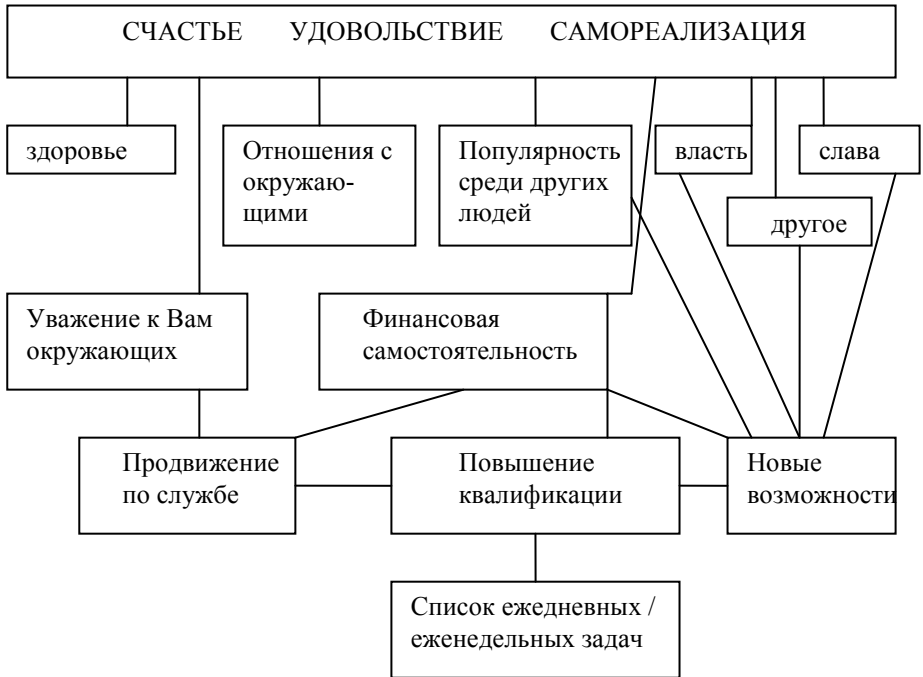 СЧАСТЬЕ УДОВОЛЬСТВИЕ САМОРЕАЛИЗАЦИЯ
здоровье
Отношения с
окружаю-
щими
Популярность
среди других
людей
власть
слава
другое
Уважение к Вам
окружающих
Финансовая
самостоятельность
Продвижение
по службе
Повышение
квалификации
Новые
возможности
Список ежедневных /
еженедельных задач